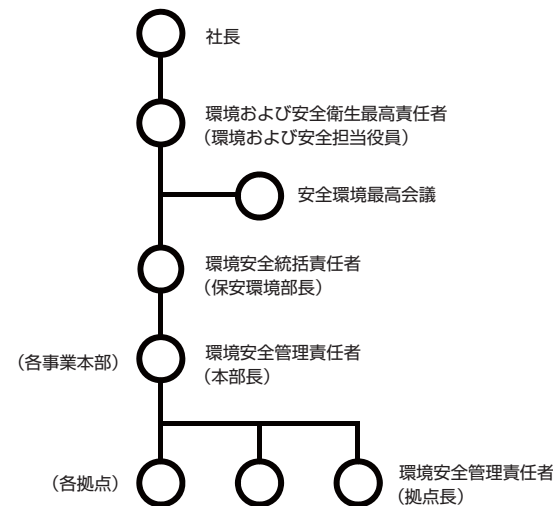 社長
環境および安全衛生最高責任者
（環境および安全担当役員）
安全環境最高会議
環境安全統括責任者
（保安環境部長）
（各事業本部）
環境安全管理責任者
（本部長）
（各拠点）
環境安全管理責任者
（拠点長）